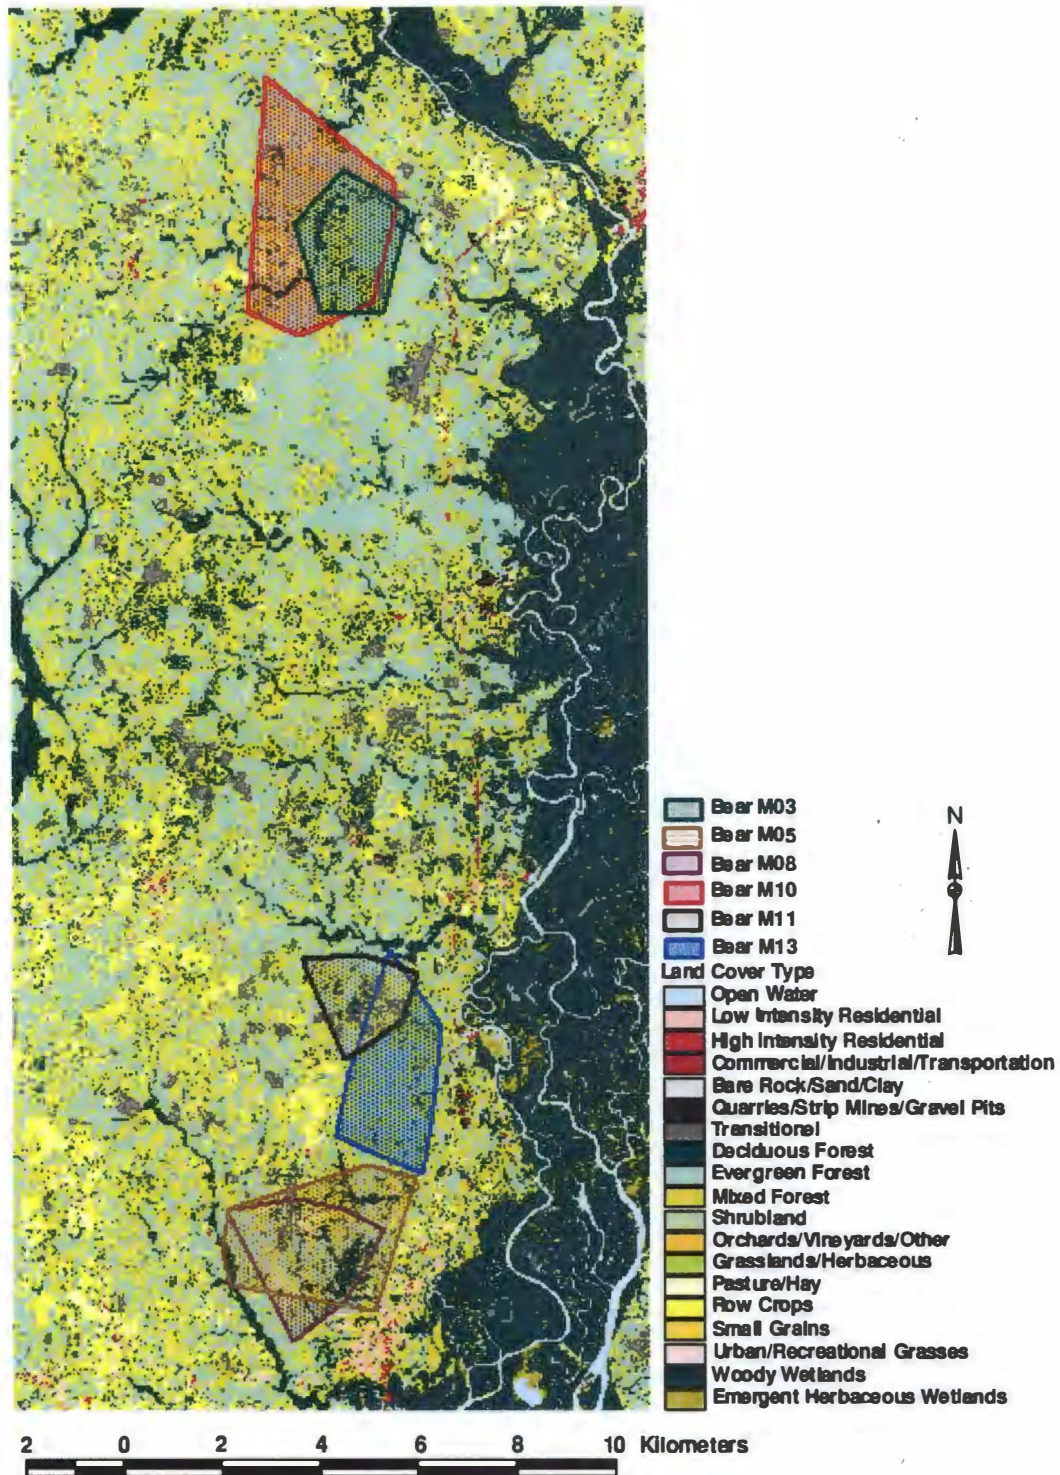 Bear M03
Bear M05
Bear M08
Bear M10
Bear M11
Bear M13
Land Cover Type
Open Water
Low Intensity Residential
High Intensity Residential
Commercial/Industrial/Transportation
Bare Rock/Sand/Clay
Quarries/Strip Mines/Gravel Pits
Transitional
Deciduous Forest
Evergreen Forest
Mixed Forest
Shrubland
Orchards/Vineyards/Other
Grasslands/Herbaceous
Pasture/Hay
Row Crops
Small Grains
Urban/Recreational Grasses
Woody Wetlands
Emergent Herbaceous Wetlands
N
2 0 2 4 6 8 10 Kilometers